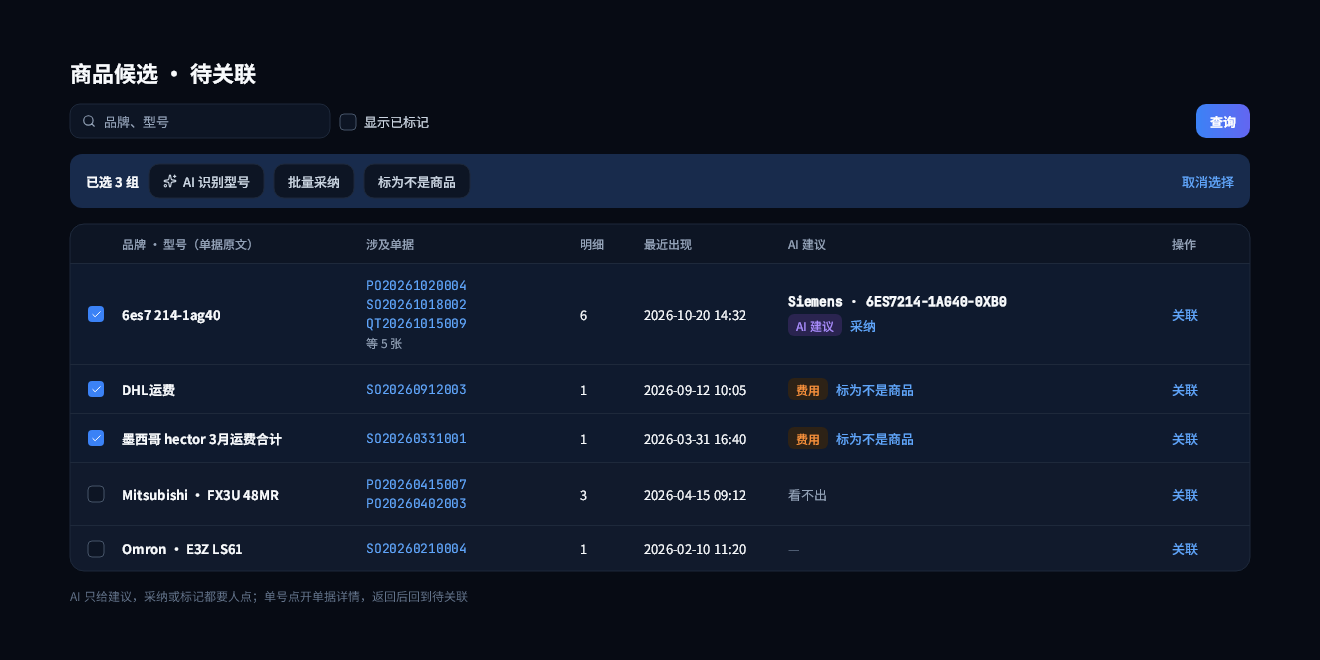 商品候选 · 待关联
品牌、型号
显示已标记
查询
已选 3 组
AI 识别型号
批量采纳
标为不是商品
取消选择
品牌 · 型号（单据原文） 涉及单据 明细 最近出现 AI 建议 操作
PO20261020004
SO20261018002
QT20261015009
等 5 张
6es7 214-1ag40
6
2026-10-20 14:32
Siemens · 6ES7214-1AG40-0XB0
AI 建议 采纳
关联
DHL运费 SO20260912003 1 2026-09-12 10:05 费用 标为不是商品 关联
墨西哥 hector 3月运费合计 SO20260331001 1 2026-03-31 16:40 费用 标为不是商品 关联
Mitsubishi · FX3U 48MR
PO20260415007
PO20260402003
3
2026-04-15 09:12
看不出
关联
Omron · E3Z LS61 SO20260210004 1 2026-02-10 11:20 — 关联
AI 只给建议，采纳或标记都要人点；单号点开单据详情，返回后回到待关联